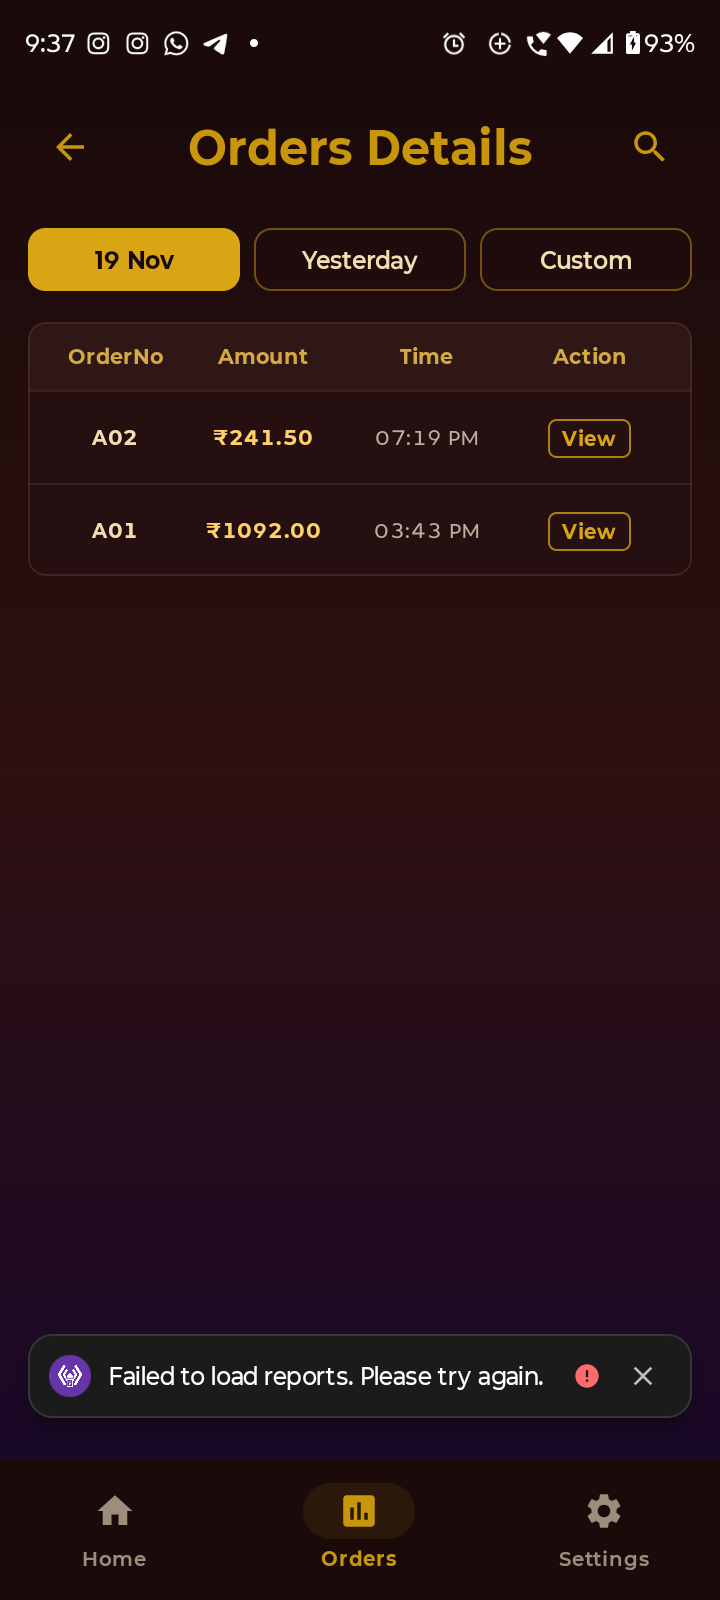 9:37 93%
Orders Details
19 Nov Yesterday Custom
OrderNo Amount Time Action
A02 ₹241.50 07:19 PM View
A01 ₹1092.00 03:43 PM View
Failed to load reports. Please try again.
Home Orders Settings